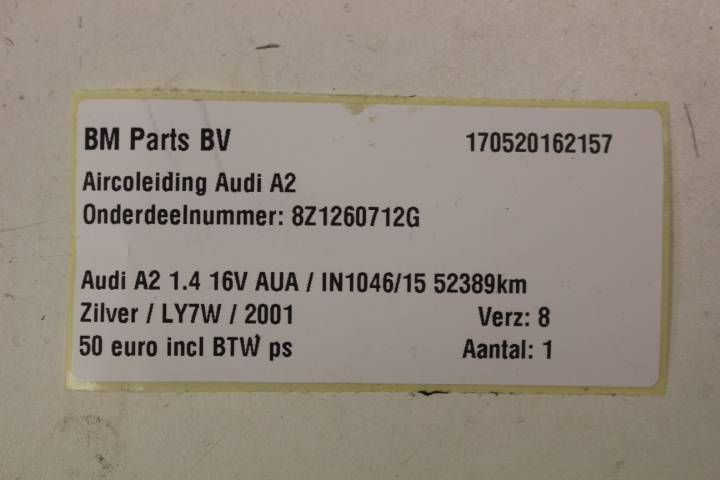 BM Parts BV 170520162157
Aircoleiding Audi A2
Onderdeelnummer: 8Z1260712G
Audi A2 1.4 16V AUA / IN1046/15 52389km
Zilver / LY7W / 2001 Verz: 8
50 euro incl BTW ps Aantal: 1